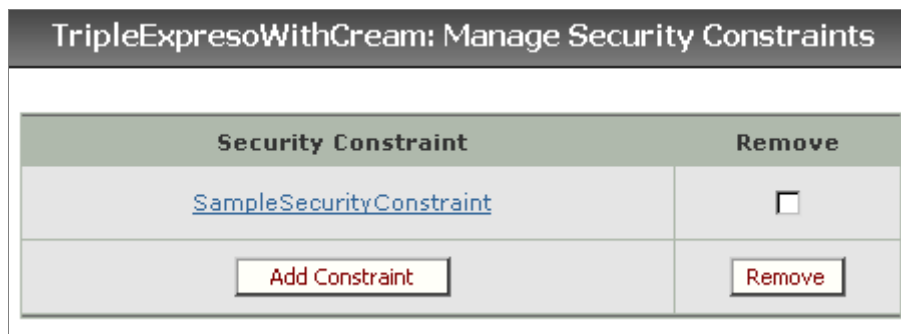 TripleExpresoWithCream: Manage Security Constraints
Security Constraint Remove
SampleSecurityConstraint
Add Constraint Remove